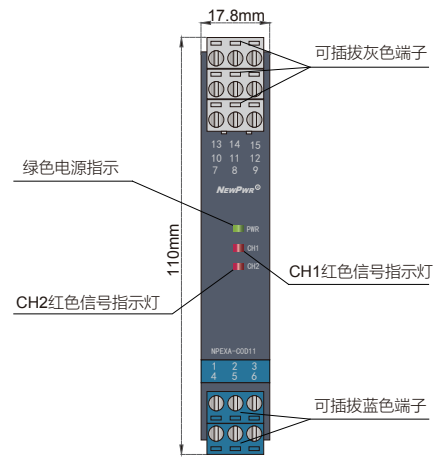 17.8mm
可插拔灰色端子
13 14 15
10 11 12
7 8 9
绿色电源指示
NEWPWR®
PWR
110mm
CH1
CH1红色信号指示灯
CH2
CH2红色信号指示灯
NPEXA-C0D11
1 2 3
4 5 6
可插拔蓝色端子